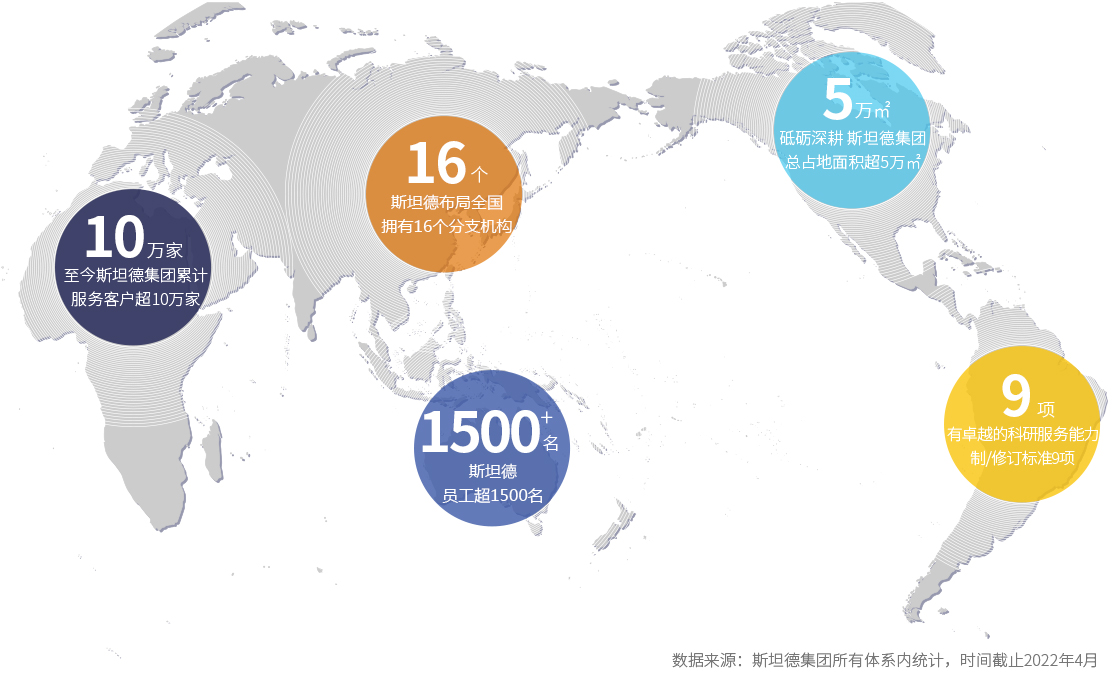 5万㎡
砥砺深耕 斯坦德集团
总占地面积超5万㎡
16个
斯坦德布局全国
拥有16个分支机构
10万家
至今斯坦德集团累计
服务客户超10万家
9 项
有卓越的科研服务能力
制/修订标准9项
1500+名
斯坦德
员工超1500名
数据来源：斯坦德集团所有体系内统计，时间截止2022年4月